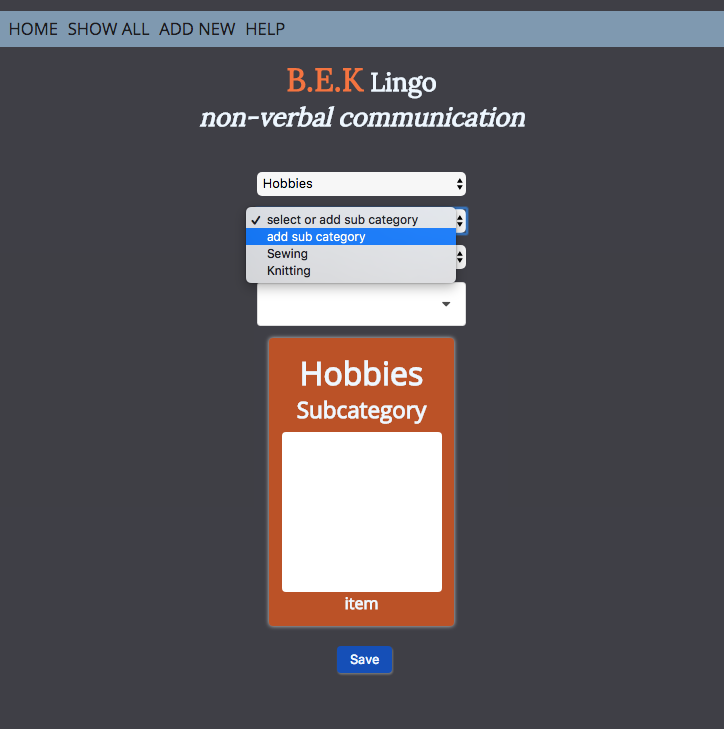 HOME SHOW ALL ADD NEW HELP
B.E.K Lingo
non-verbal communication
Hobbies
✓ select or add sub category
add sub category
Sewing
Knitting
Hobbies
Subcategory
item
Save